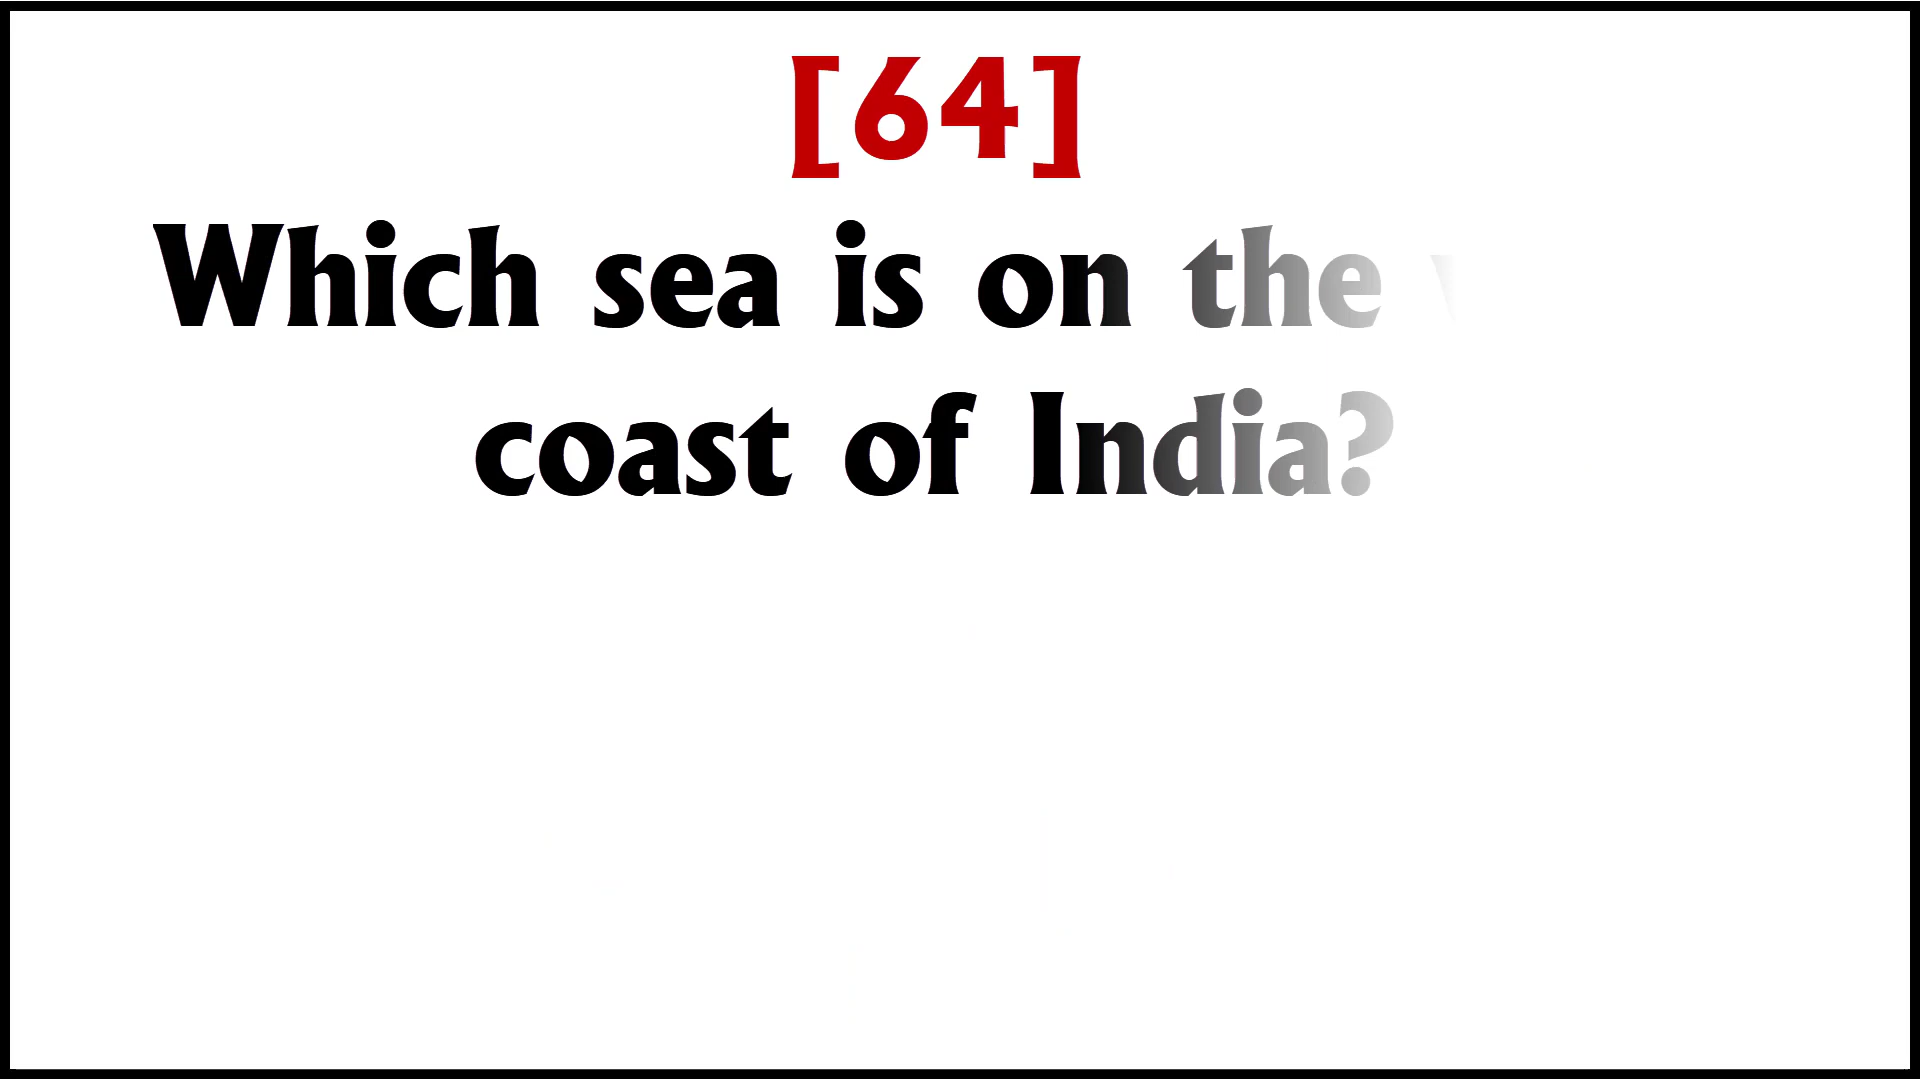 [64]
Which sea is on the
coast of India?